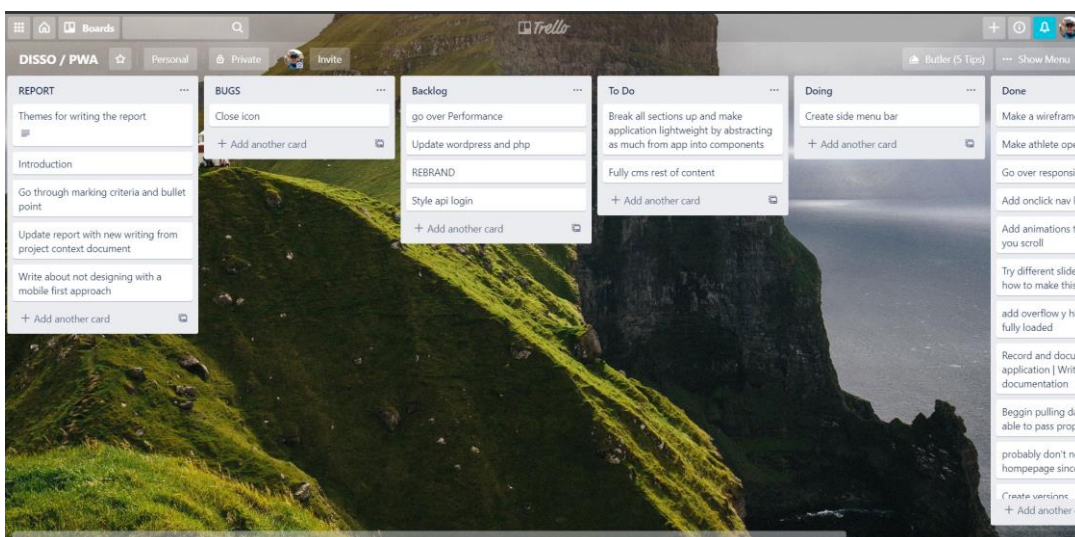 Boards
Trello
DISSO / PWA
Personal
Private
Invite
Butler (5 Tips)
... Show Menu
REPORT
Themes for writing the report
Introduction
Go through marking criteria and bullet
point
Update report with new writing from
project context document
Write about not designing with a
mobile first approach
+ Add another card
BUGS
Close icon
+ Add another card
Backlog
go over Performance
Update wordpress and php
REBRAND
Style api login
+ Add another card
To Do
Break all sections up and make
application lightweight by abstracting
as much from app into components
Fully cms rest of content
+ Add another card
Doing
Create side menu bar
+ Add another card
Done
Make a wirefram
Make athlete ope
Go over responsi
Add onclick nav
Add animations
you scroll
Try different slide
how to make this
add overflow y h
fully loaded
Record and docu
application | Writ
documentation
Beggin pulling da
able to pass prop
probably don't n
hompepage since
Create versions
+ Add another